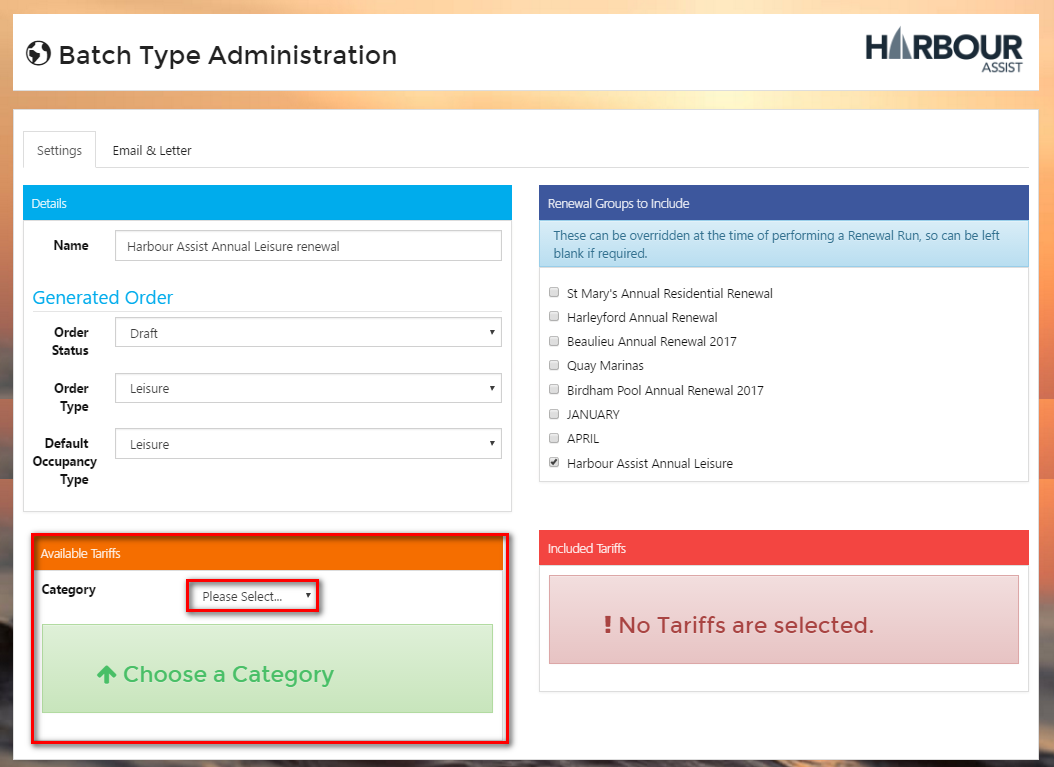 Batch Type Administration
HARBOUR
ASSIST
Settings
Email & Letter
Details
Name
Harbour Assist Annual Leisure renewal
Generated Order
Order
Status
Draft
Order
Type
Leisure
Default
Occupancy
Type
Leisure
Renewal Groups to Include
These can be overridden at the time of performing a Renewal Run, so can be left
blank if required.
St Mary's Annual Residential Renewal
Harleyford Annual Renewal
Beaulieu Annual Renewal 2017
Quay Marinas
Birdham Pool Annual Renewal 2017
JANUARY
APRIL
Harbour Assist Annual Leisure
Available Tariffs
Category
Please Select...
Choose a Category
Included Tariffs
! No Tariffs are selected.